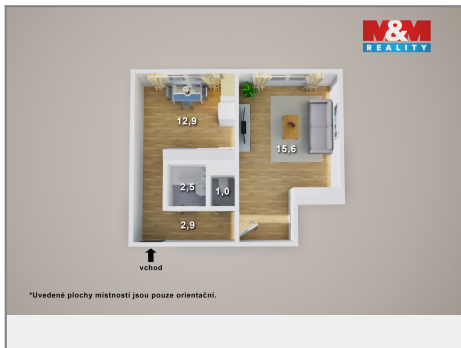 M&M
REALITY
12,9
15,6
2,5
1,0
2,9
vchod
*Uvedené plochy místností jsou pouze orientační.